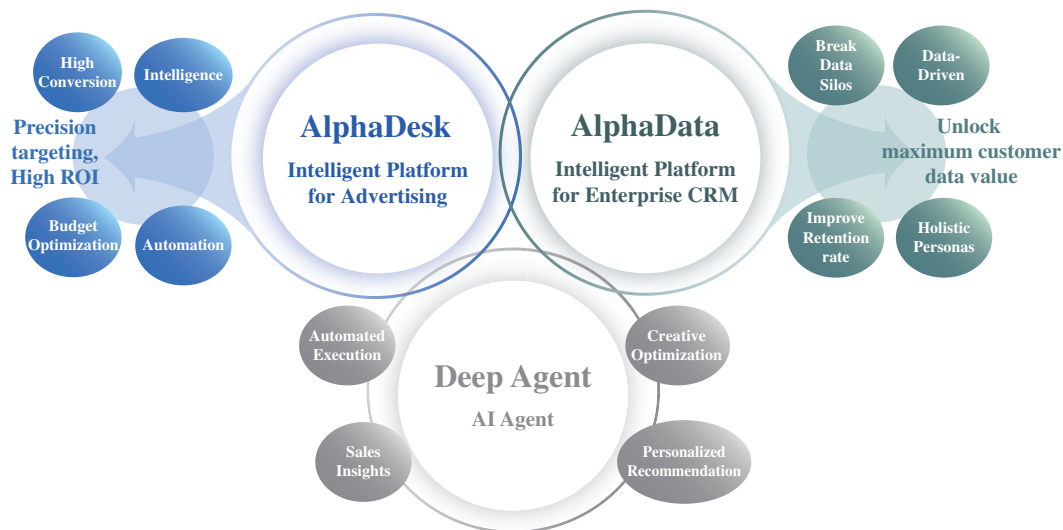 High
Conversion
Intelligence
Precision
targeting,
High ROI
Budget
Optimization
Automation
AlphaDesk
Intelligent Platform
for Advertising
AlphaData
Intelligent Platform
for Enterprise CRM
Break
Data
Silos
Data-
Driven
Unlock
maximum customer
data value
Improve
Retention
rate
Holistic
Personas
Automated
Execution
Creative
Optimization
Deep Agent
AI Agent
Sales
Insights
Personalized
Recommendation